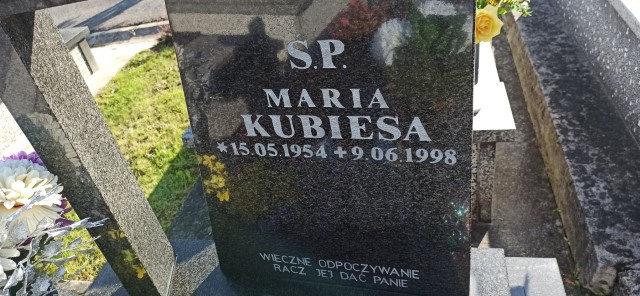 S.P.
MARIA
KUBIESA
*15.05.1954 + 9.06.1998
WIECZNE ODPOCZYWANIE
RACZ JEJ DAĆ PANIE